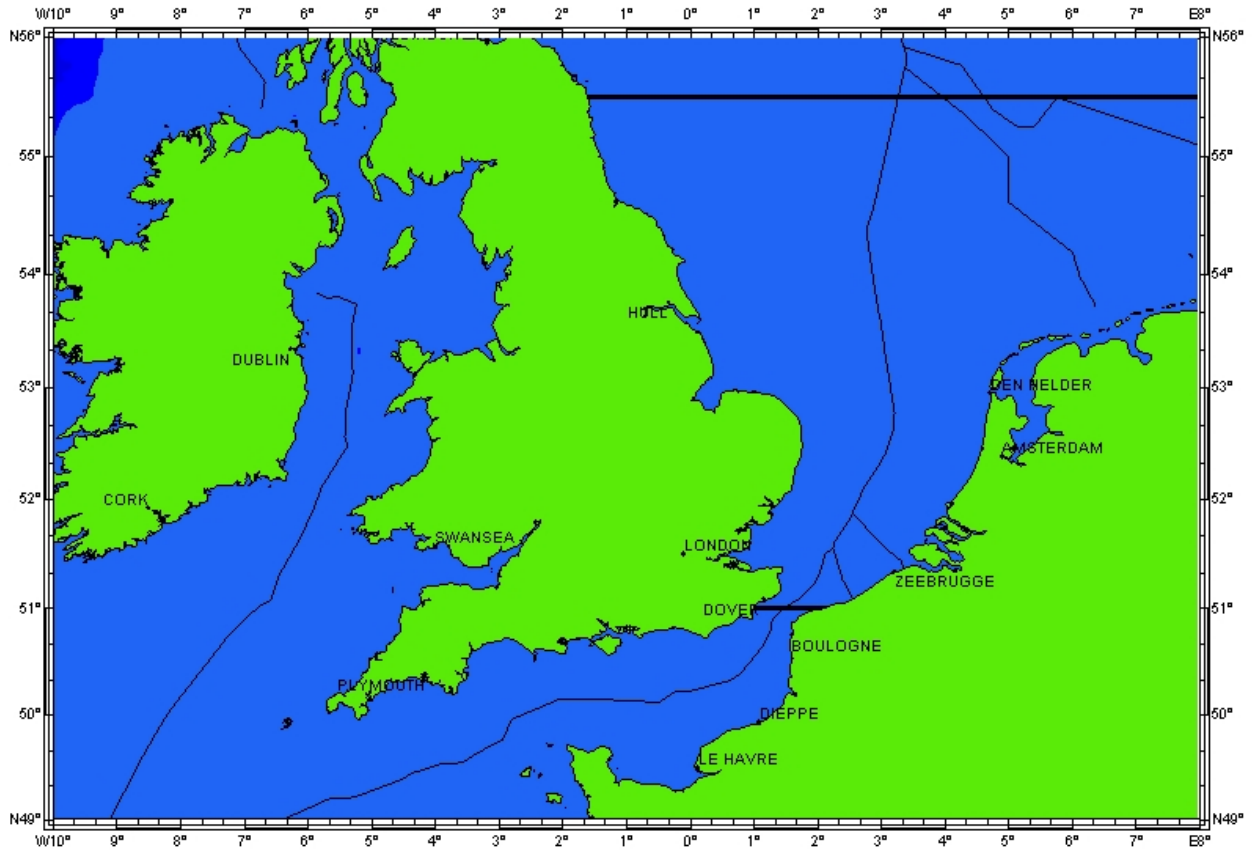 W10° 9° 8° 7° 6° 5° 4° 3° 2° 1° 0° 1° 2° 3° 4° 5° 6° 7° E8°
N56° N56°
55° 55°
54° 54°
HULL
DUBLIN
53° 53°
DEN HELDER
AMSTERDAM
52° 52°
CORK
SWANSEA
LONDON
ZEEBRUGGE
51° 51°
DOVER
BOULOGNE
PLYMOUTH
50° 50°
DIEPPE
LE HAVRE
N49° N49°
W10° 9° 8° 7° 6° 5° 4° 3° 2° 1° 0° 1° 2° 3° 4° 5° 6° 7° E8°